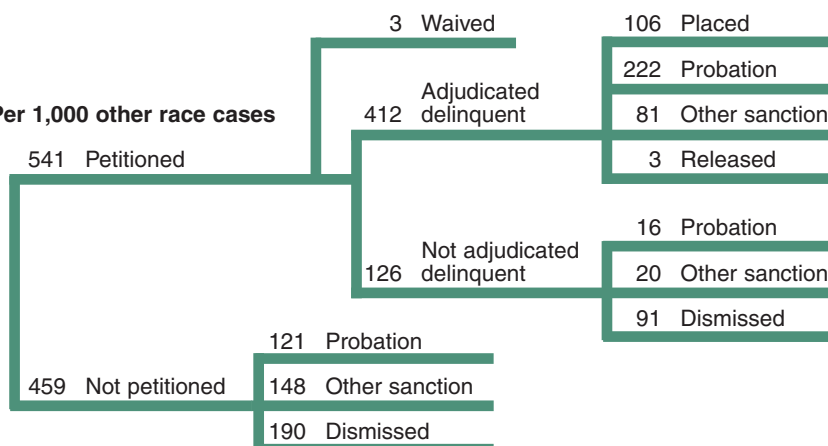 3 Waived
106 Placed
222 Probation
Per 1,000 other race cases
412 Adjudicated
delinquent
81 Other sanction
541 Petitioned
3 Released
16 Probation
126 Not adjudicated
delinquent
20 Other sanction
91 Dismissed
121 Probation
459 Not petitioned
148 Other sanction
190 Dismissed